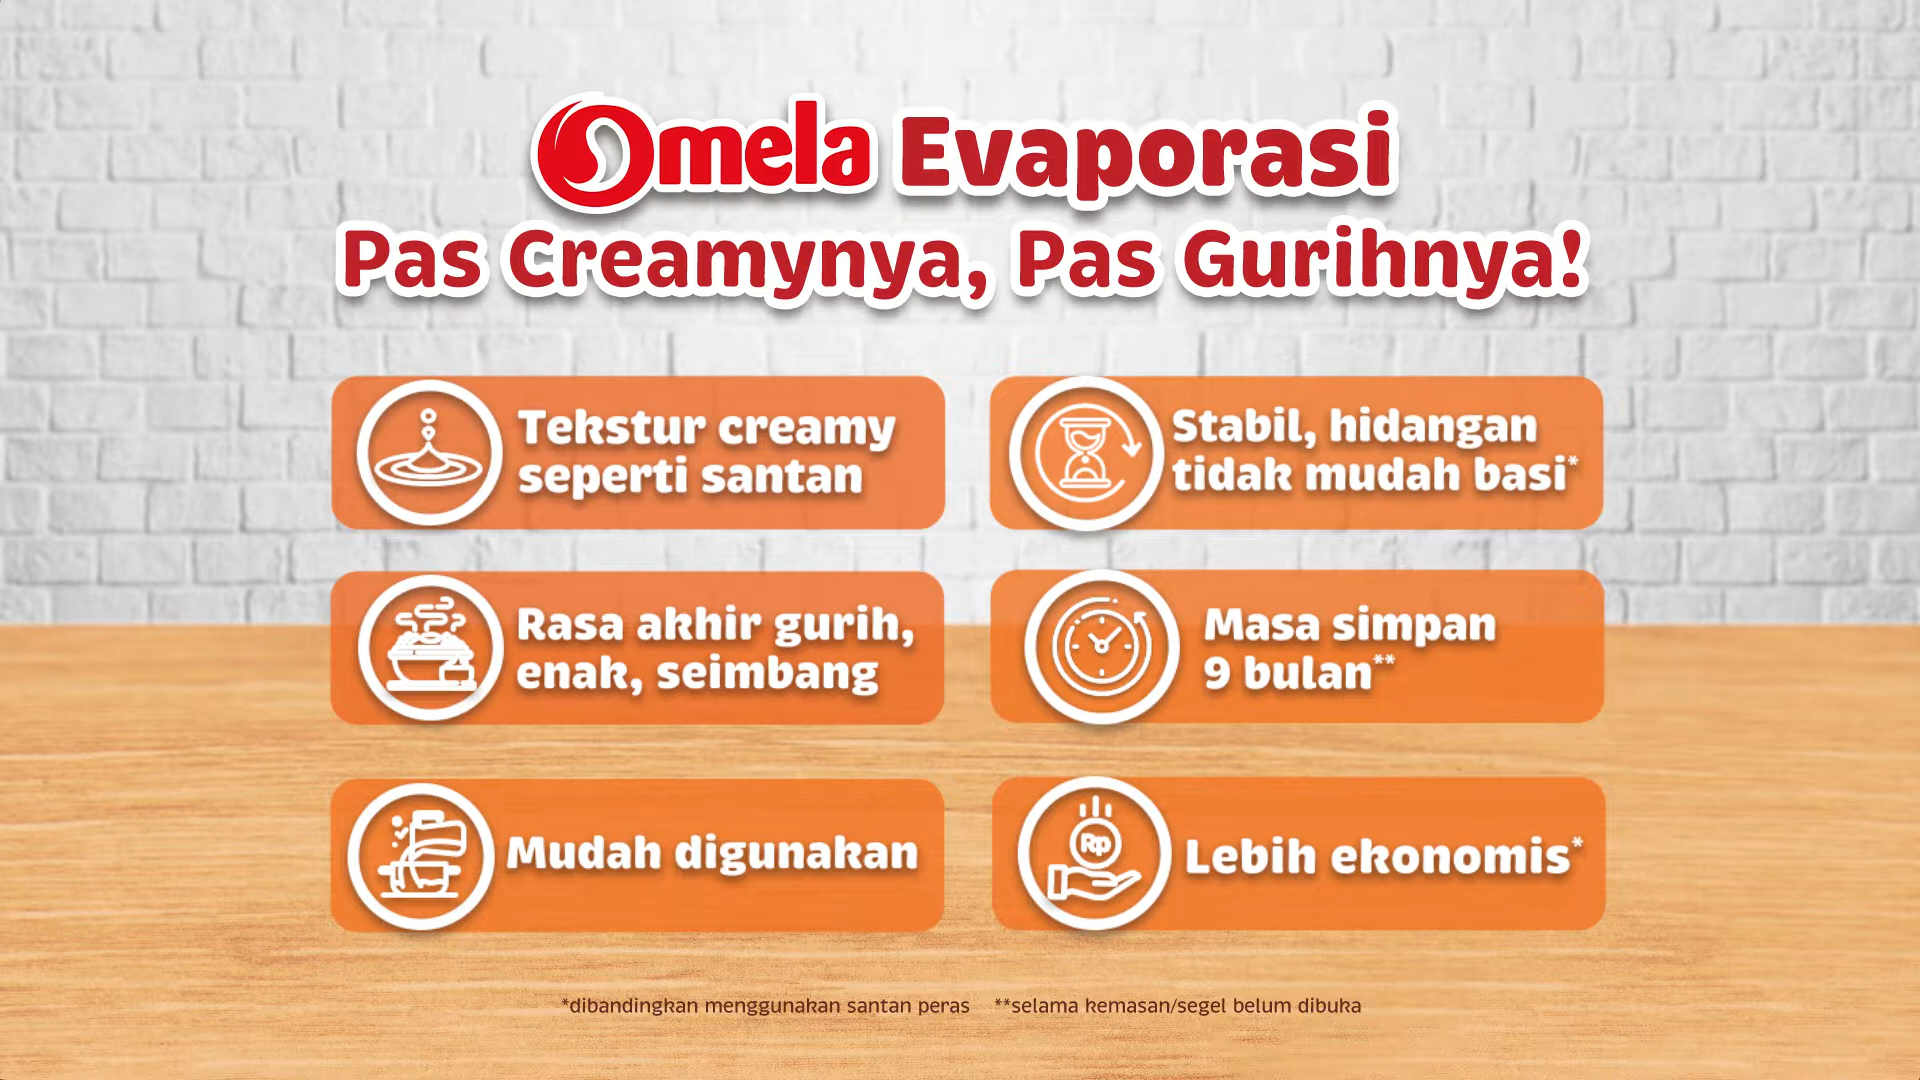 Omela Evaporasi
Pas Creamynya, Pas Gurihnya!
Tekstur creamy
seperti santan
Stabil, hidangan
tidak mudah basi*
Rasa akhir gurih,
enak, seimbang
Masa simpan
9 bulan**
Mudah digunakan
Rp
Lebih ekonomis*
*dibandingkan menggunakan santan peras **selama kemasan/segel belum dibuka